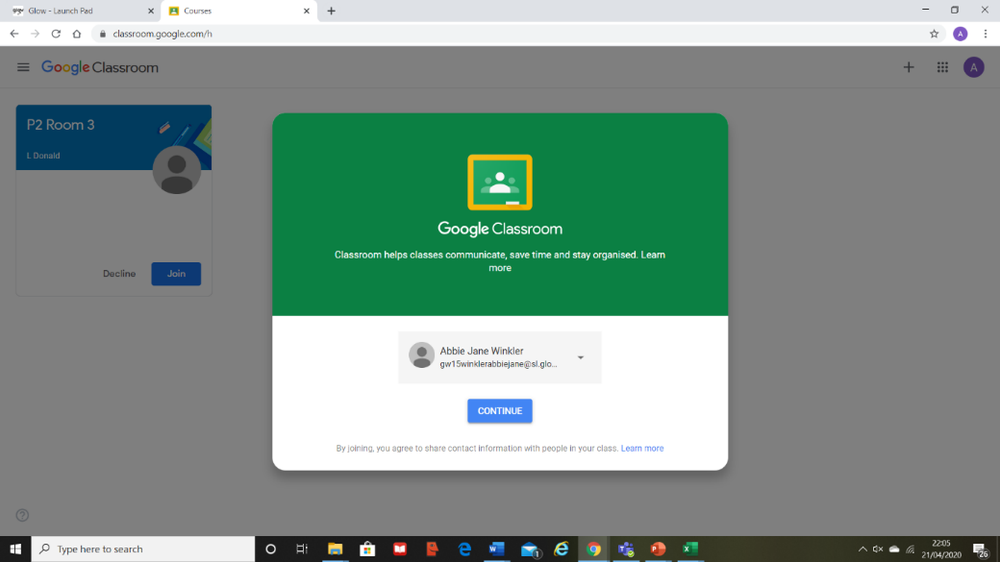 Glow - Launch Pad
Courses
classroom.google.com/h
A
Google Classroom
A
P2 Room 3
L Donald
Decline
Join
Google Classroom
Classroom helps classes communicate, save time and stay organised. Learn
more
Abbie Jane Winkler
gw15winklerabbiejane@sl.glo...
CONTINUE
By joining, you agree to share contact information with people in your class. Learn more
Type here to search
22:05
21/04/2020
26